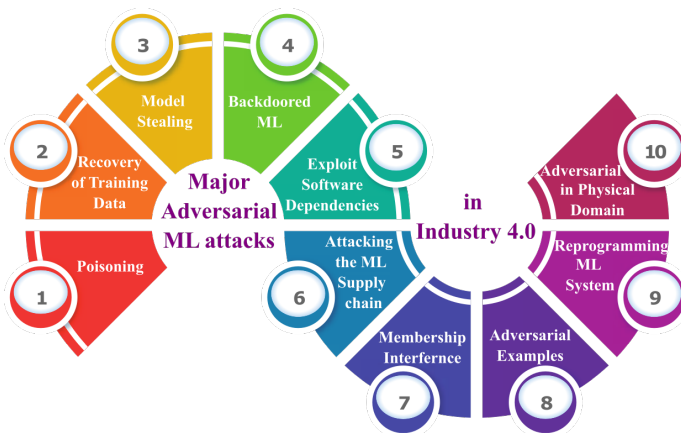 1
Poisoning
2
Recovery
of Training
Data
3
Model
Stealing
4
Backdoored
ML
5
Exploit
Software
Dependencies
Major
Adversarial
ML attacks
in
Industry 4.0
6
Attacking
the ML
Supply
chain
7
Membership
Interfernce
8
Adversarial
Examples
9
Reprogramming
ML
System
10
Adversarial
in Physical
Domain